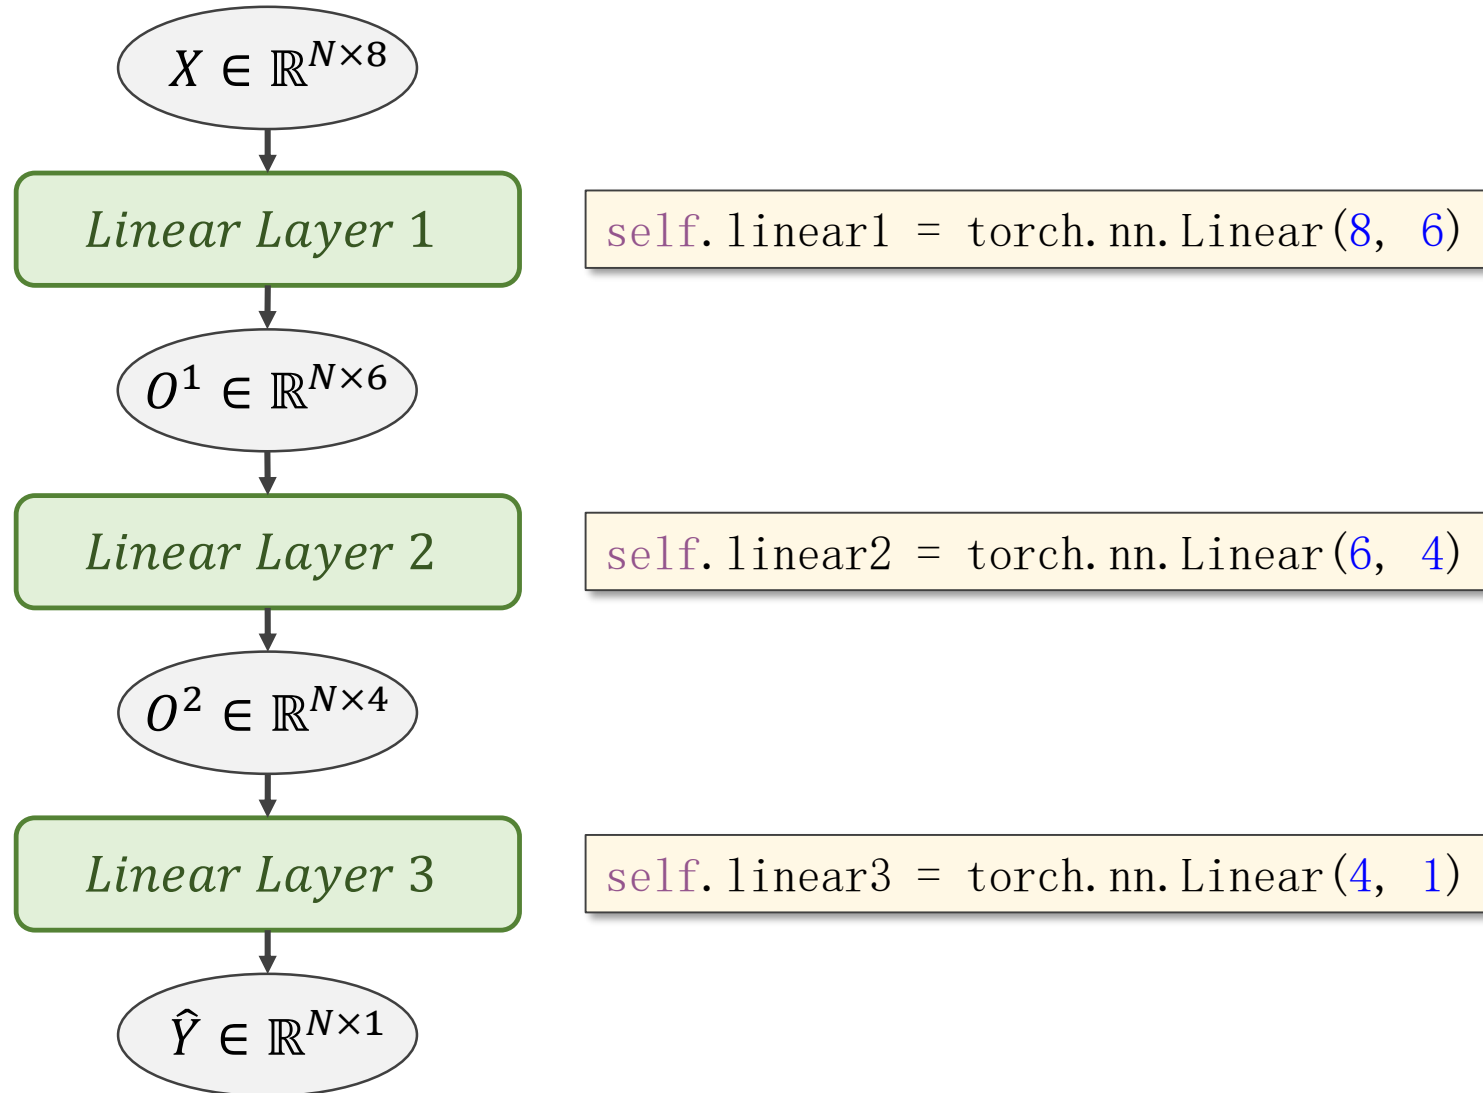 X ∈ ℝ^{N×8}
Linear Layer 1
self.linear1 = torch.nn.Linear(8, 6)
O^1 ∈ ℝ^{N×6}
Linear Layer 2
self.linear2 = torch.nn.Linear(6, 4)
O^2 ∈ ℝ^{N×4}
Linear Layer 3
self.linear3 = torch.nn.Linear(4, 1)
Ŷ ∈ ℝ^{N×1}